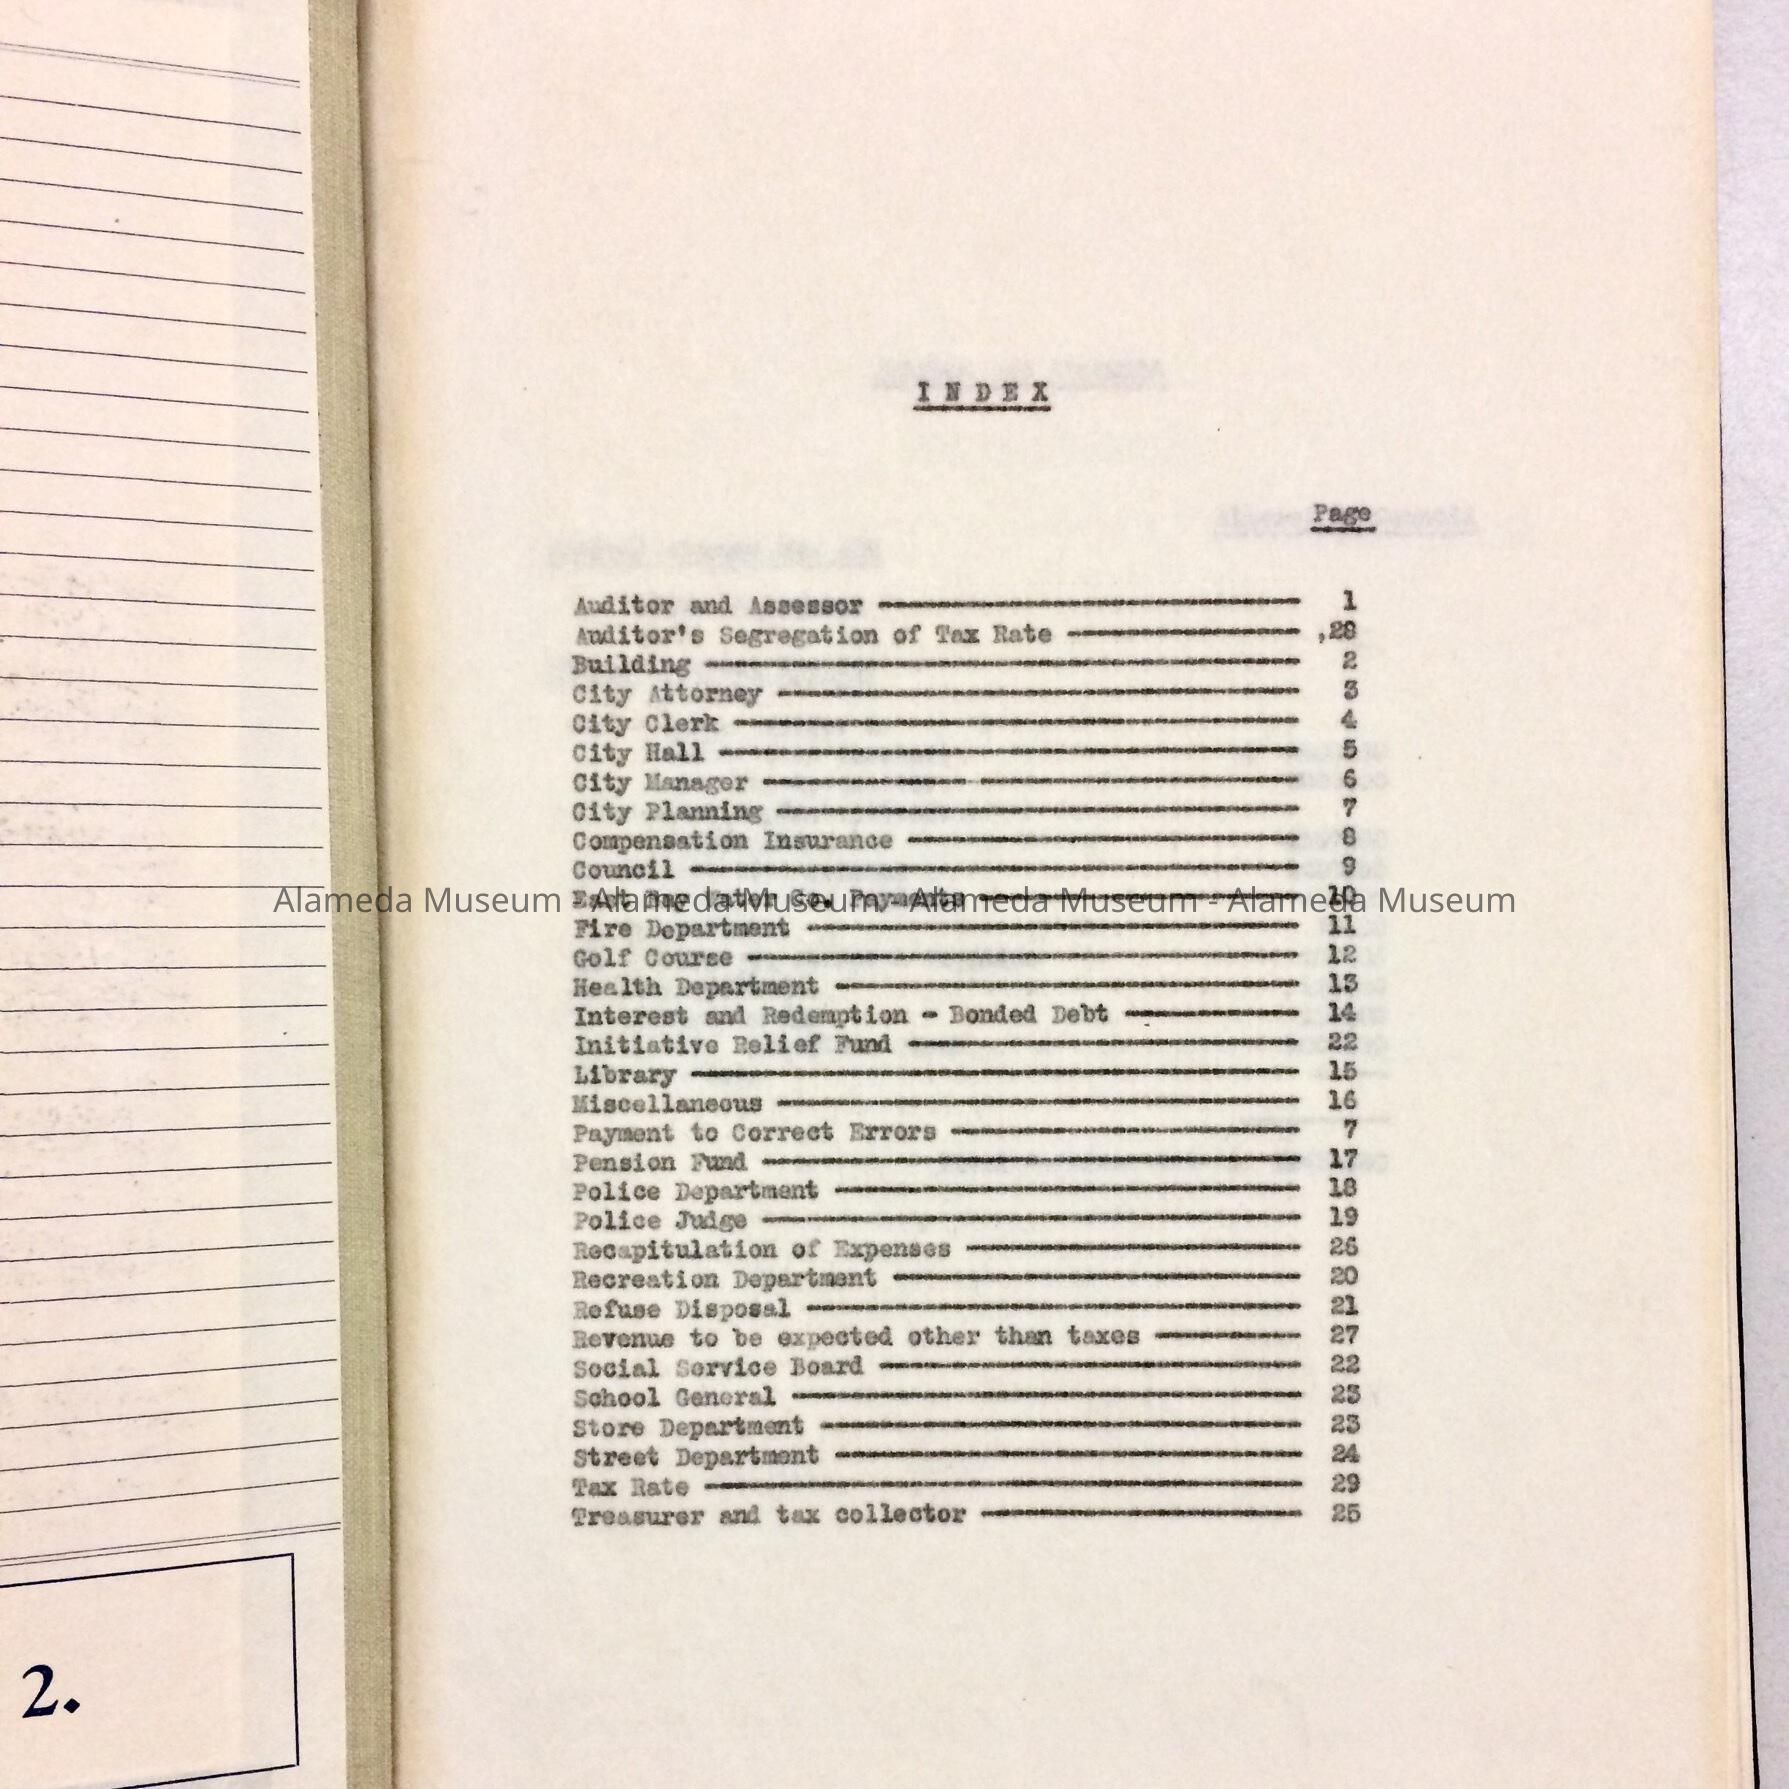 I N D E X
Page
Auditor and Assessor 1
Auditor's Segregation of Tax Rate ,28
Building 2
City Attorney 3
City Clerk 4
City Hall 5
City Manager 6
City Planning 7
Compensation Insurance 8
Council 9
East Bay Water Co. Payments 10
Alameda Museum - Alameda Museum - Alameda Museum - Alameda Museum
Fire Department 11
Golf Course 12
Health Department 13
Interest and Redemption - Bonded Debt 14
Initiative Relief Fund 22
Library 15
Miscellaneous 16
Payment to Correct Errors 7
Pension Fund 17
Police Department 18
Police Judge 19
Recapitulation of Expenses 26
Recreation Department 20
Refuse Disposal 21
Revenue to be expected other than taxes 27
Social Service Board 22
School General 23
Store Department 23
Street Department 24
Tax Rate 29
Treasurer and tax collector 25
2.